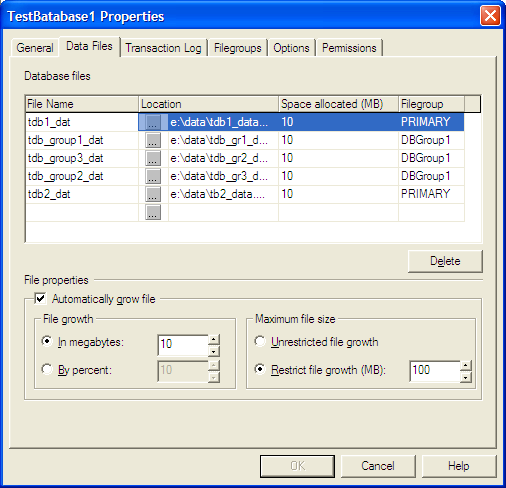 TestBatabase1 Properties
General Data Files Transaction Log Filegroups Options Permissions
Database files
File Name Location Space allocated (MB) Filegroup
tdb1_dat ... e:\data\tdb1_data.... 10 PRIMARY
tdb_group1_dat ... e:\data\tdb_gr1_d... 10 DBGroup1
tdb_group3_dat ... e:\data\tdb_gr2_d... 10 DBGroup1
tdb_group2_dat ... e:\data\tdb_gr3_d... 10 DBGroup1
tdb2_dat ... e:\data\tb2_data.... 10 PRIMARY
...
Delete
File properties
Automatically grow file
File growth Maximum file size
In megabytes: 10 Unrestricted file growth
By percent: 10 Restrict file growth (MB): 100
OK Cancel Help